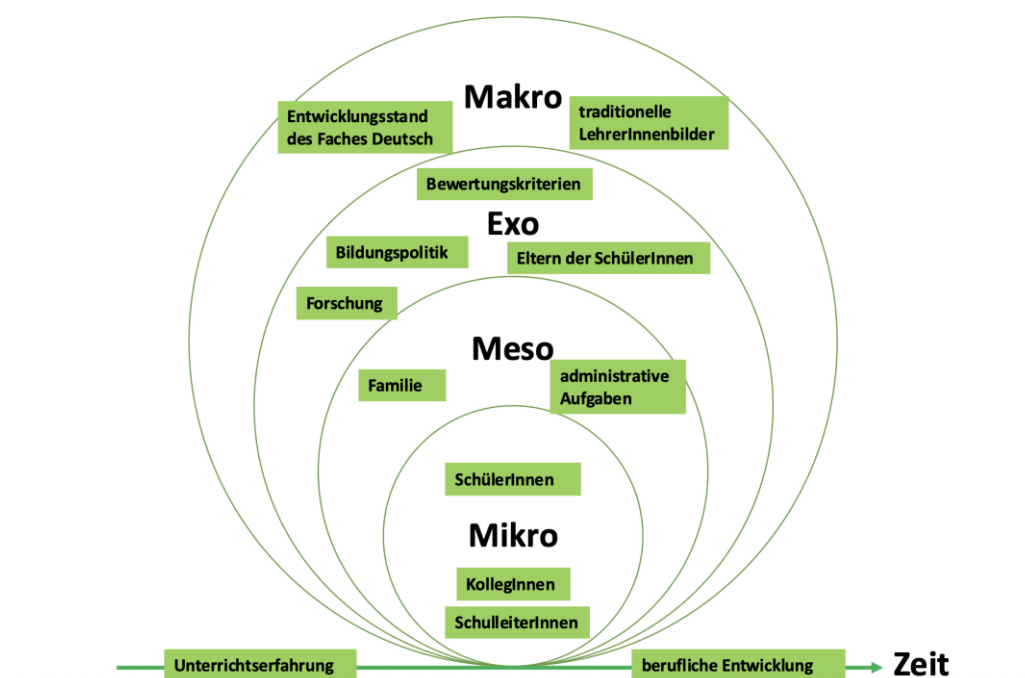 Makro
Entwicklungsstand
des Faches Deutsch
traditionelle
LehrerInnenbilder
Bewertungskriterien
Exo
Bildungspolitik
Eltern der SchülerInnen
Forschung
Meso
Familie
administrative
Aufgaben
SchülerInnen
Mikro
KollegInnen
SchulleiterInnen
Unterrichtserfahrung
berufliche Entwicklung
Zeit